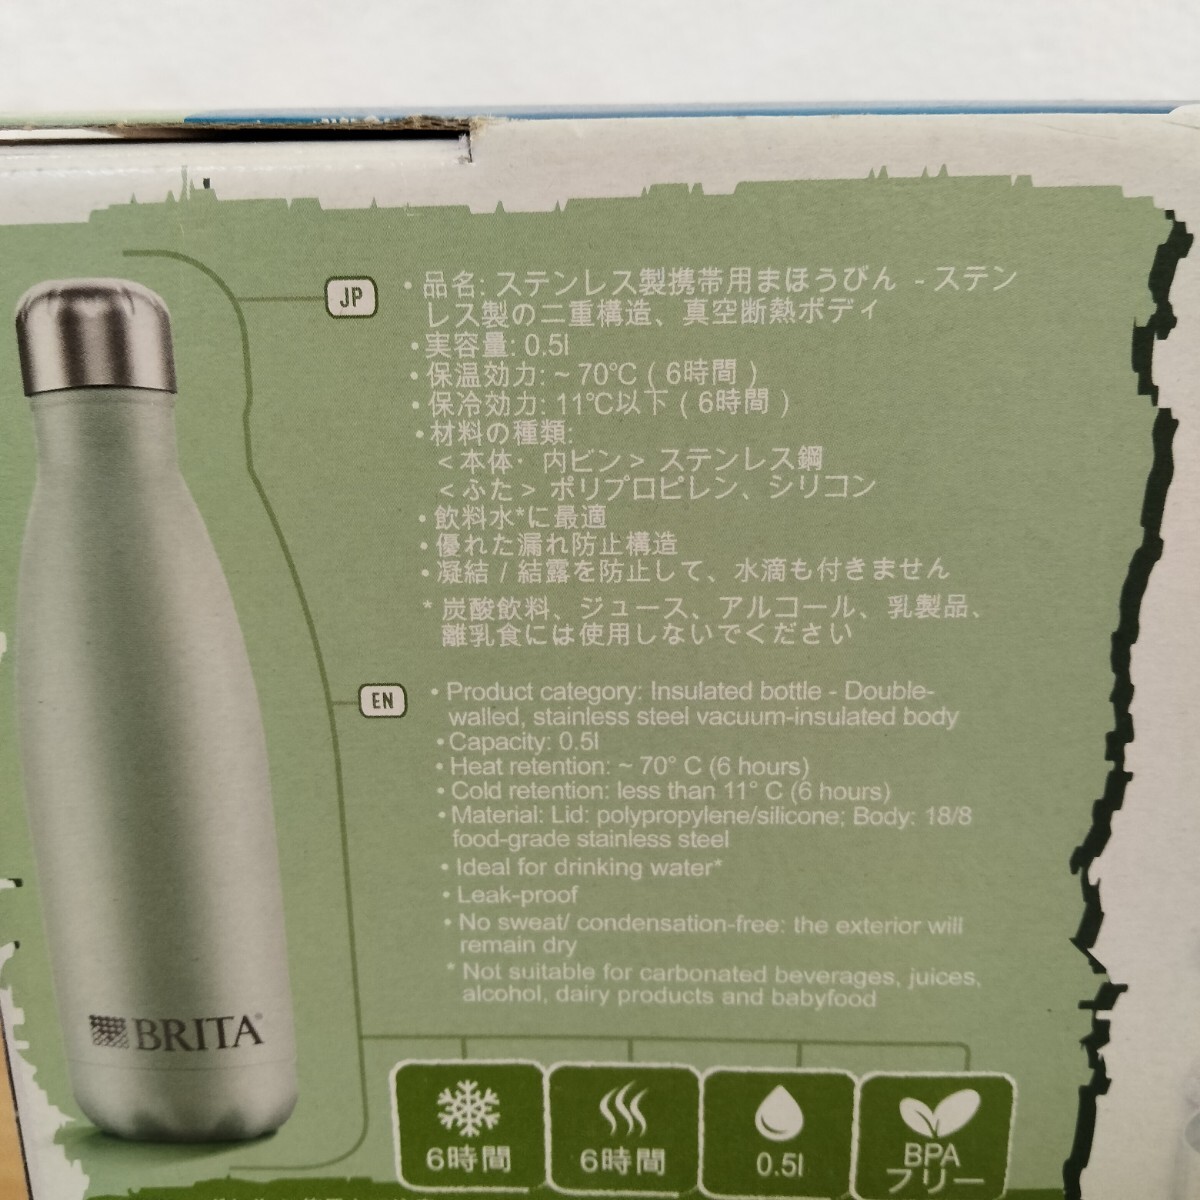 JP
・品名: ステンレス製携帯用まほうびん - ステン
レス製の二重構造、真空断熱ボディ
・実容量: 0.5l
・保温効力: ~ 70°C ( 6時間 )
・保冷効力: 11℃以下 ( 6時間 )
・材料の種類:
<本体・ 内ビン> ステンレス鋼
<ふた> ポリプロピレン、シリコン
・飲料水*に最適
・優れた漏れ防止構造
・凝結 / 結露を防止して、水滴も付きません
* 炭酸飲料、ジュース、アルコール、乳製品、
離乳食には使用しないでください
EN
• Product category: Insulated bottle - Double-
walled, stainless steel vacuum-insulated body
• Capacity: 0.5l
• Heat retention: ~ 70° C (6 hours)
• Cold retention: less than 11° C (6 hours)
• Material: Lid: polypropylene/silicone; Body: 18/8
food-grade stainless steel
• Ideal for drinking water*
• Leak-proof
• No sweat/ condensation-free: the exterior will
remain dry
* Not suitable for carbonated beverages, juices,
alcohol, dairy products and babyfood
BRITA®
6時間
6時間
0.5l
BPA
フリー